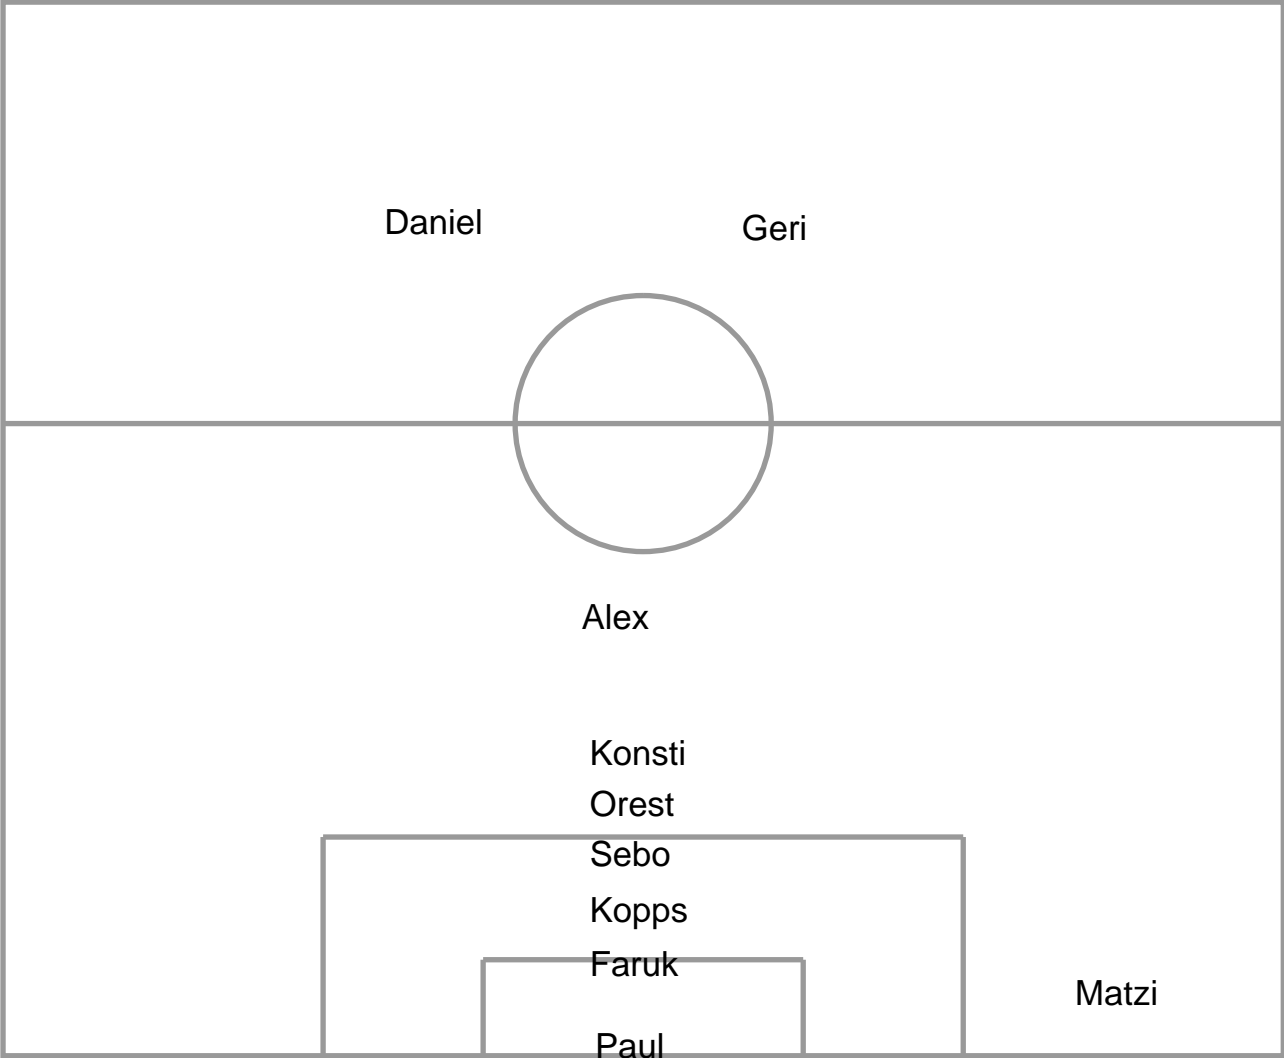 Daniel
Geri
Alex
Konsti
Orest
Sebo
Kopps
Faruk
Matzi
Paul